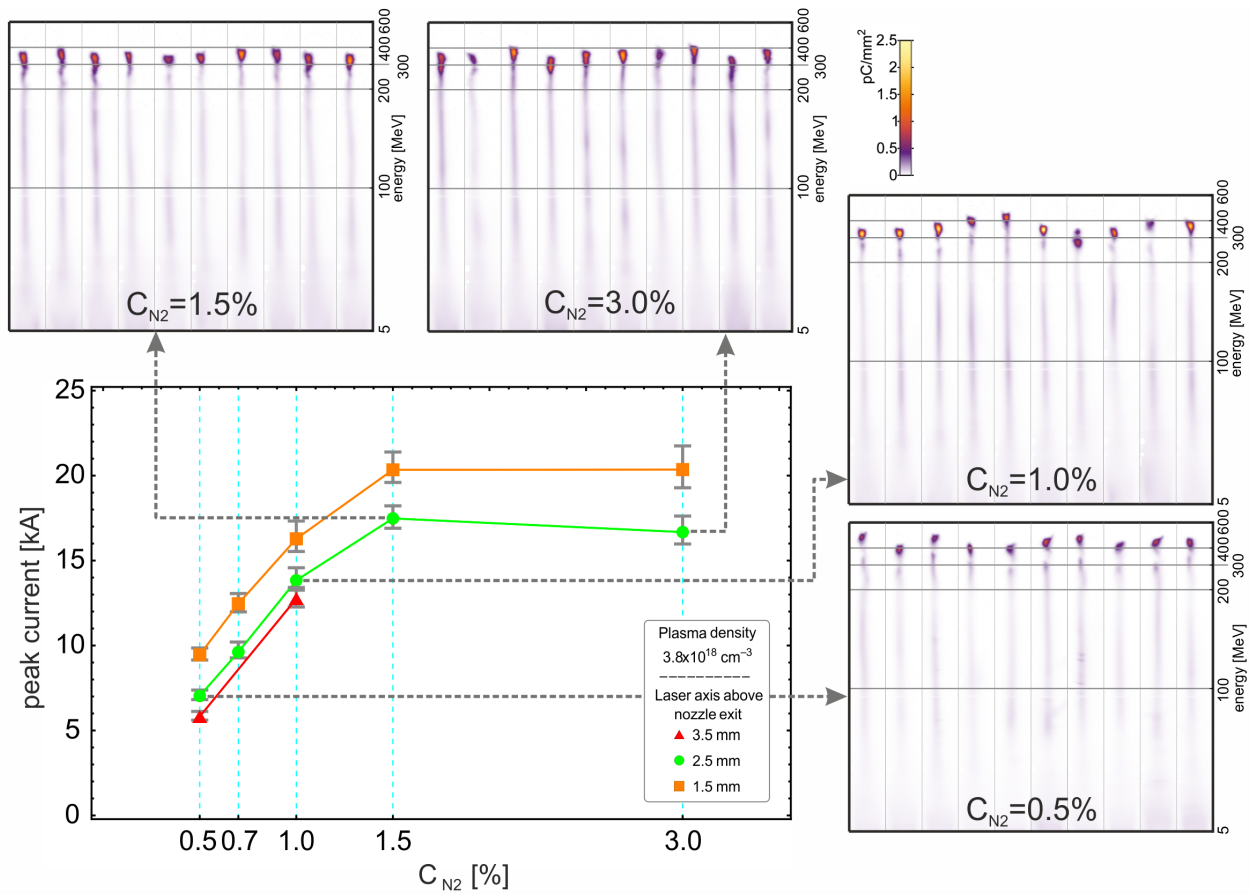 600
400
300
200
100
5
energy [MeV]
C_N2=1.5%
600
400
300
200
100
5
energy [MeV]
C_N2=3.0%
pC/mm²
2.5
2
1.5
1
0.5
0
600
400
300
200
100
5
energy [MeV]
C_N2=1.0%
600
400
300
200
100
5
energy [MeV]
C_N2=0.5%
peak current [kA]
25
20
15
10
5
0
0.5 0.7 1.0 1.5 3.0
C_N2 [%]
Plasma density
3.8x10¹⁸ cm⁻³
Laser axis above
nozzle exit
3.5 mm
2.5 mm
1.5 mm